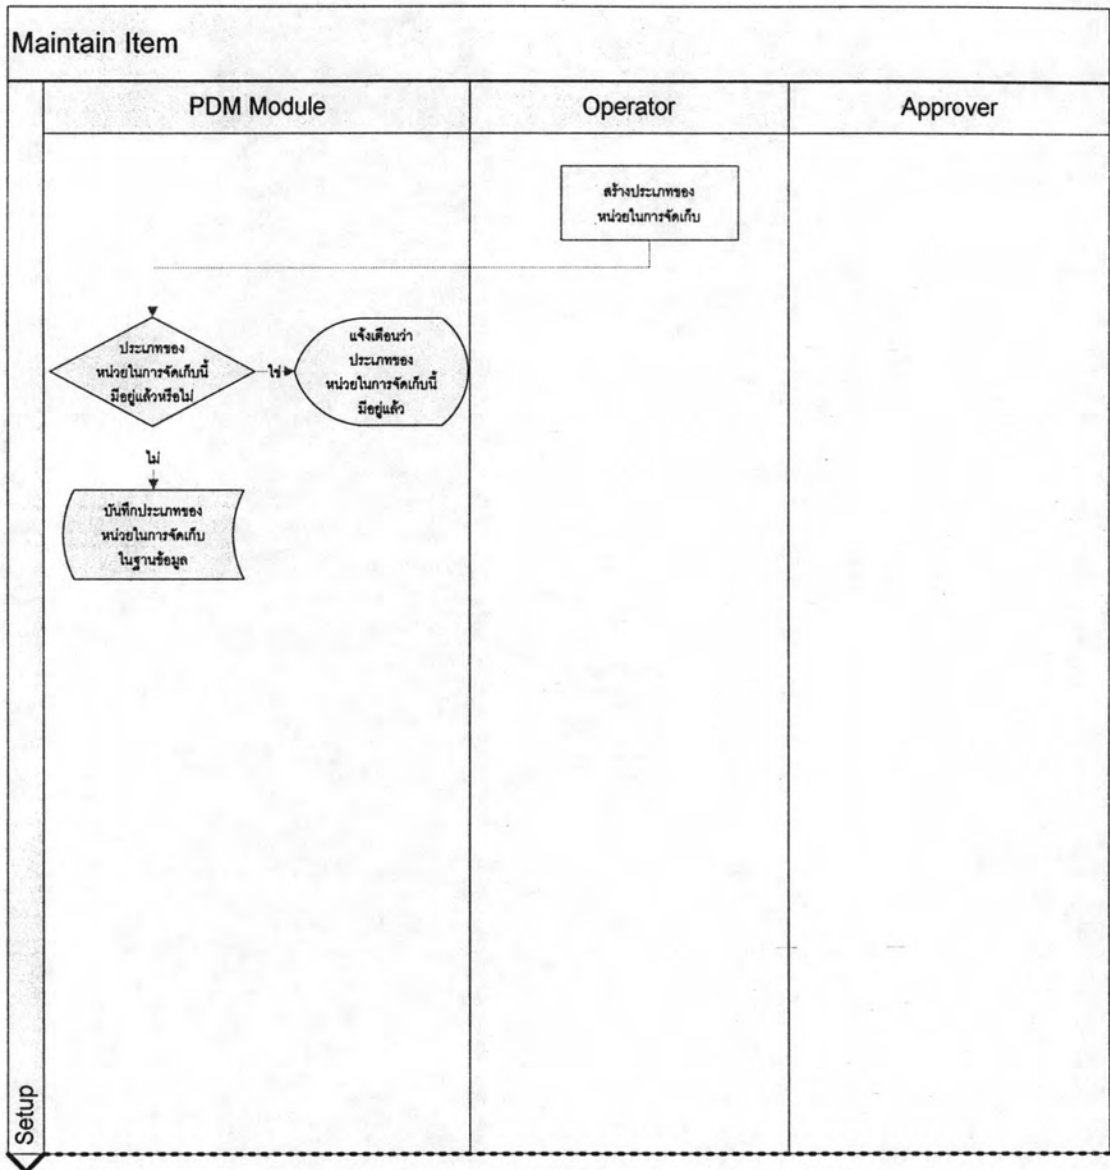 Maintain Item
PDM Module
Operator
Approver
สร้างประเภทของ
หน่วยในการจัดเก็บ
ประเภทของ
หน่วยในการจัดเก็บนี้
มีอยู่แล้วหรือไม่
ใช่
แจ้งเตือนว่า
ประเภทของ
หน่วยในการจัดเก็บนี้
มีอยู่แล้ว
ไม่
บันทึกประเภทของ
หน่วยในการจัดเก็บ
ในฐานข้อมูล
Setup